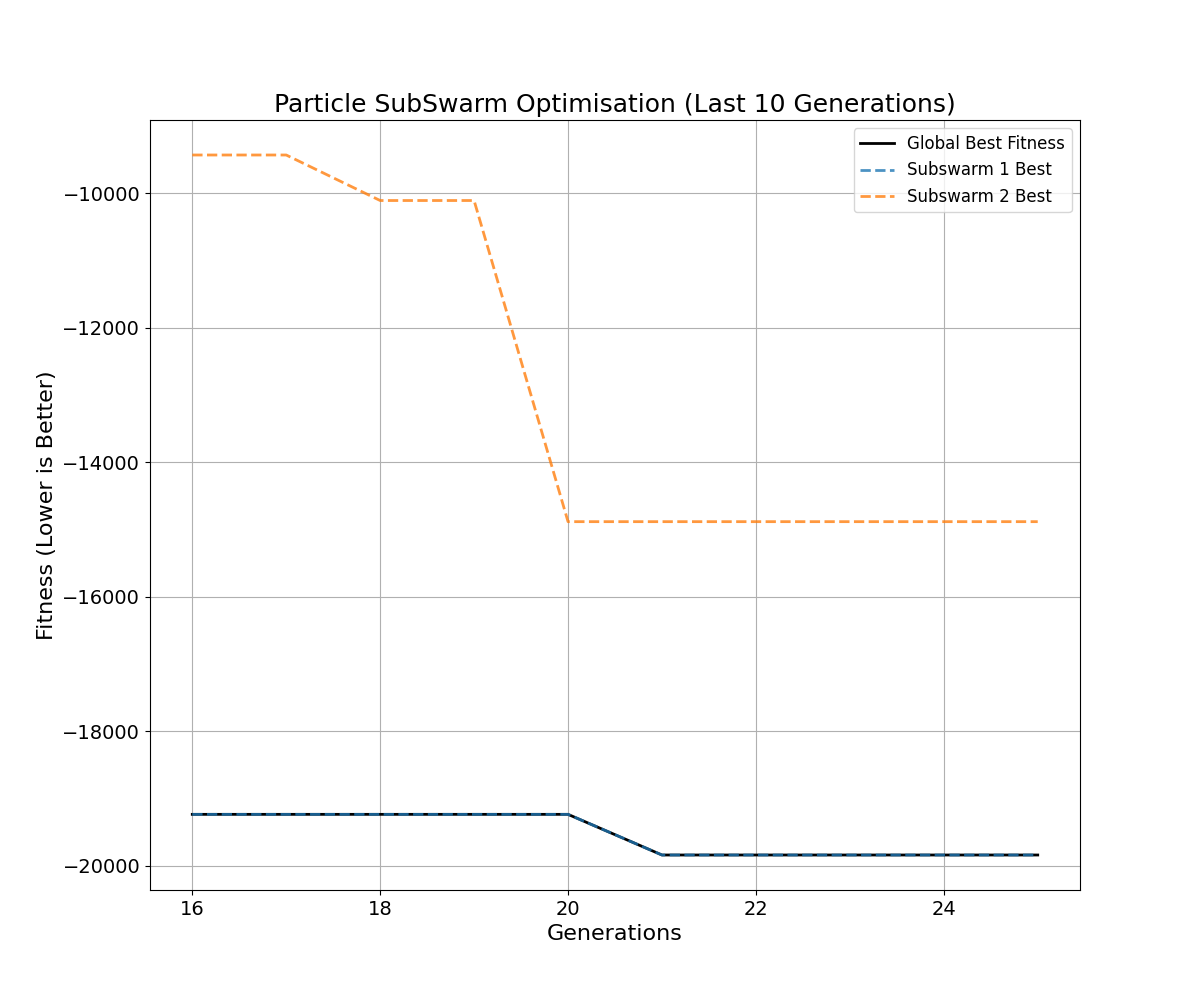 Particle SubSwarm Optimisation (Last 10 Generations)
Global Best Fitness
Subswarm 1 Best
Subswarm 2 Best
Fitness (Lower is Better)
−10000
−12000
−14000
−16000
−18000
−20000
16 18 20 22 24
Generations